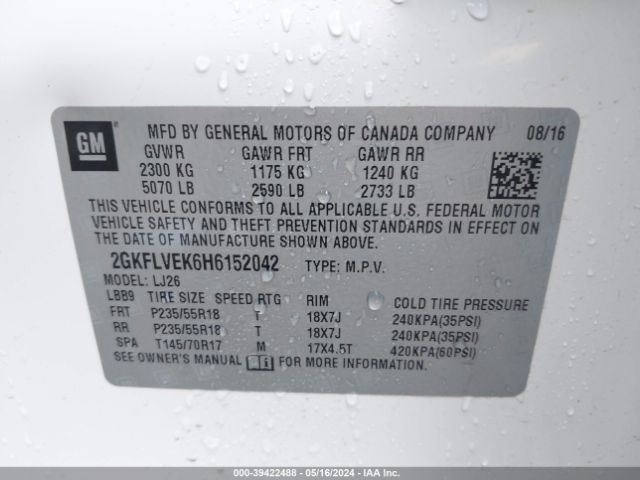 GM MFD BY GENERAL MOTORS OF CANADA COMPANY 08/16
GVWR GAWR FRT GAWR RR
2300 KG 1175 KG 1240 KG
5070 LB 2590 LB 2733 LB
THIS VEHICLE CONFORMS TO ALL APPLICABLE U.S. FEDERAL MOTOR
VEHICLE SAFETY AND THEFT PREVENTION STANDARDS IN EFFECT ON
THE DATE OF MANUFACTURE SHOWN ABOVE.
2GKFLVEK6H6152042 TYPE: M.P.V.
MODEL: LJ26
LBB9 TIRE SIZE SPEED RTG RIM COLD TIRE PRESSURE
FRT P235/55R18 T 18X7J 240KPA(35PSI)
RR P235/55R18 T 18X7J 240KPA(35PSI)
SPA T145/70R17 M 17X4.5T 420KPA(60PSI)
SEE OWNER'S MANUAL FOR MORE INFORMATION
000-39422488 - 05/16/2024 - IAA Inc.